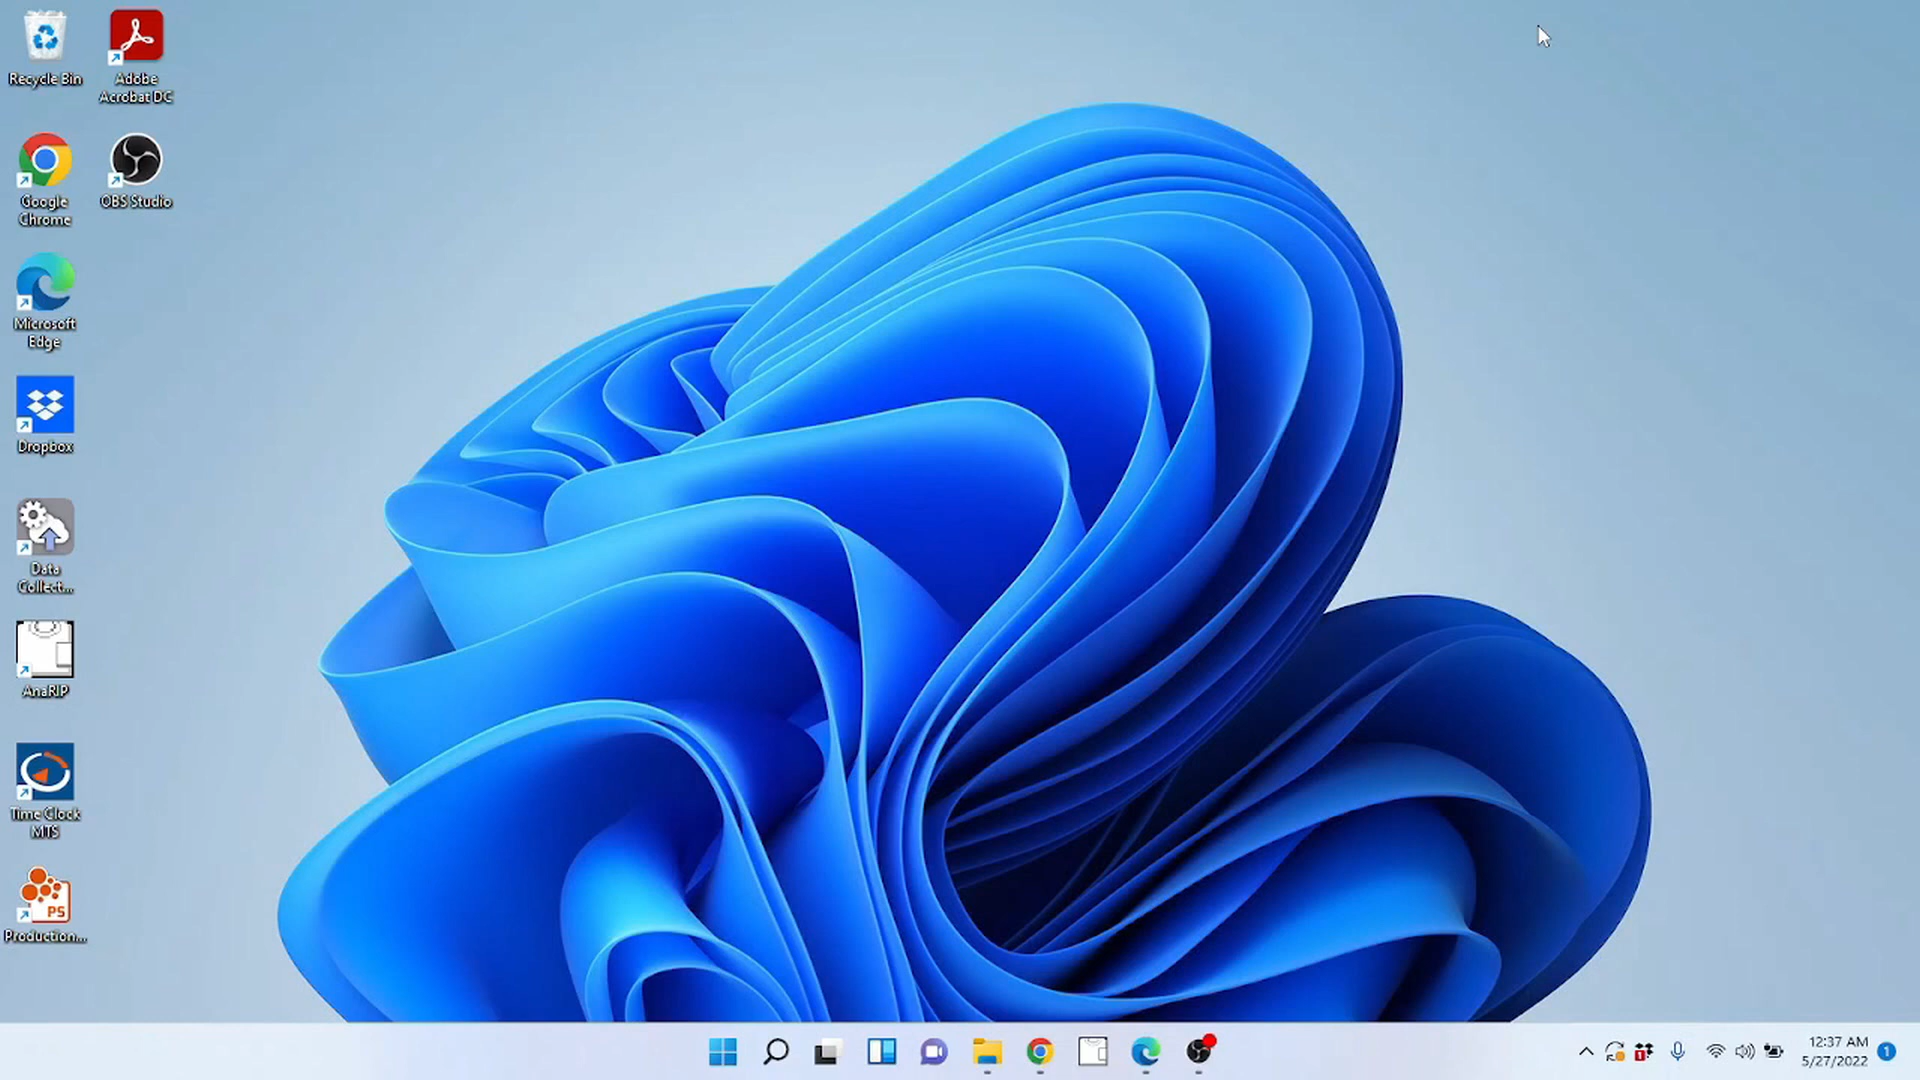 Recycle Bin
Adobe
Acrobat DC
Google
Chrome
OBS Studio
Microsoft
Edge
Dropbox
Data
Collect...
AnaRIP
Time Clock
MTS
PS
Production...
1
12:37 AM
5/27/2022
1